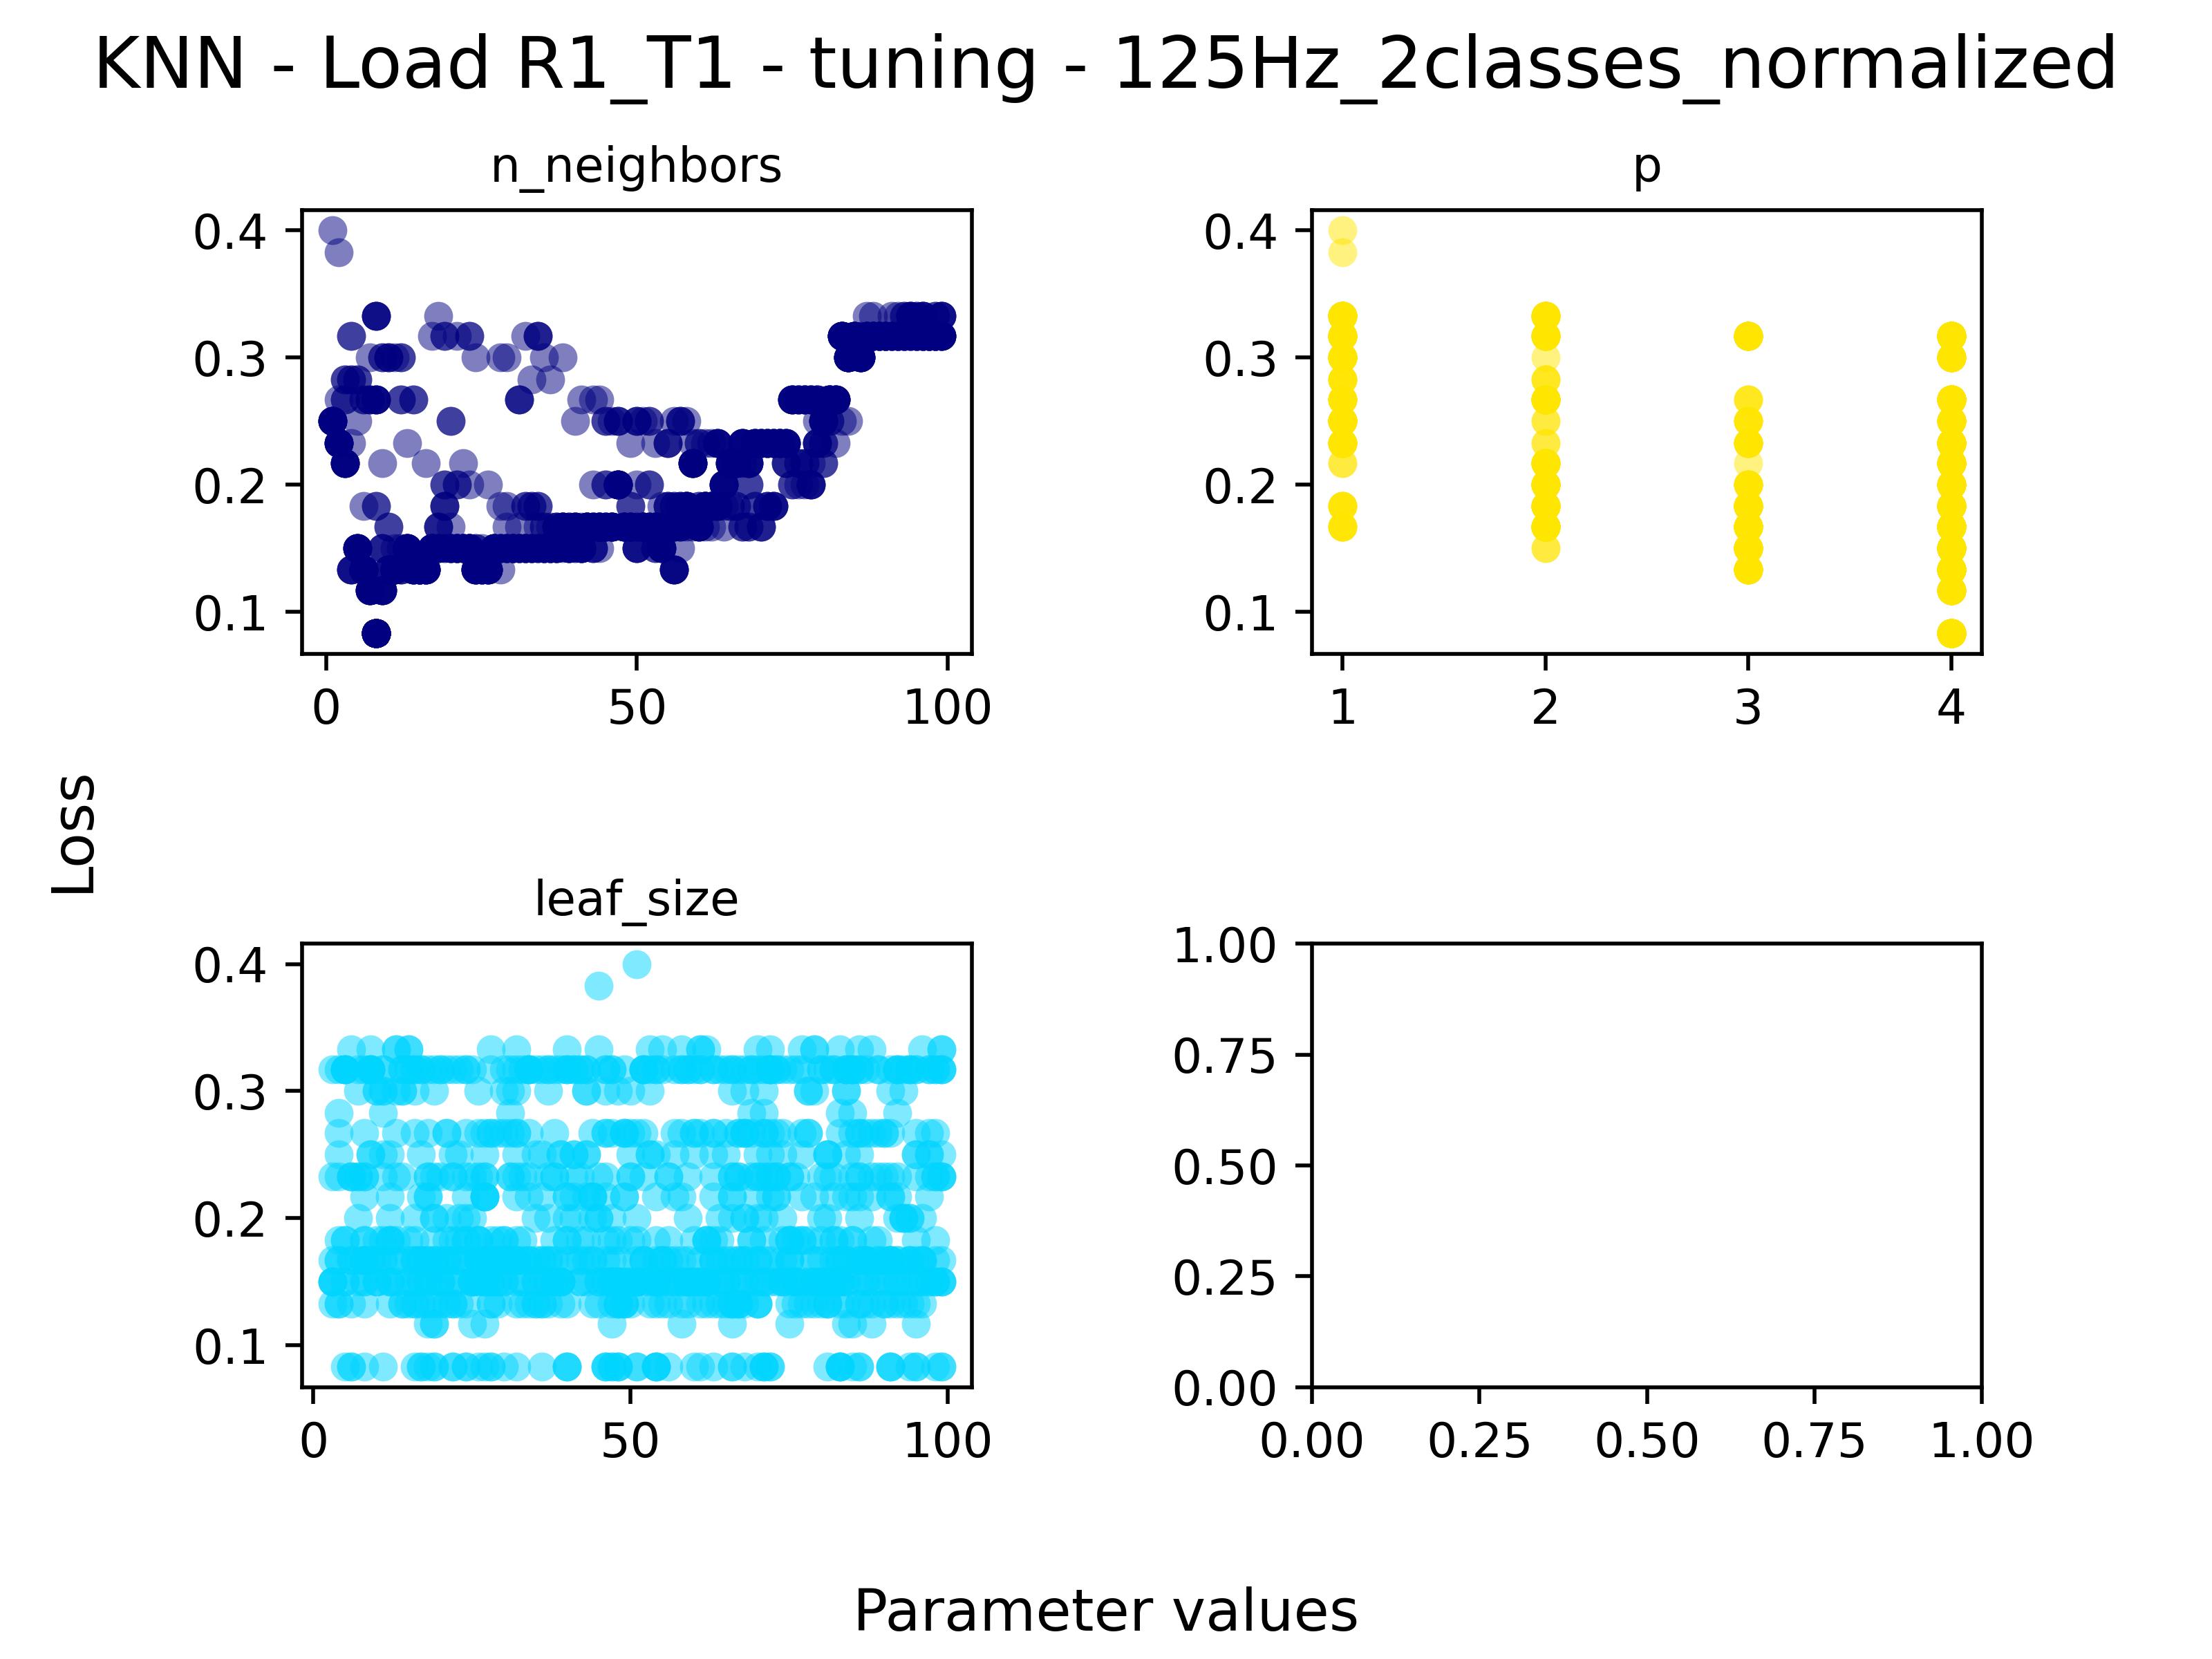 KNN - Load R1_T1 - tuning - 125Hz_2classes_normalized
n_neighbors
0.4
0.3
0.2
0.1
0 50 100
p
0.4
0.3
0.2
0.1
1 2 3 4
Loss
leaf_size
0.4
0.3
0.2
0.1
0 50 100
1.00
0.75
0.50
0.25
0.00
0.00 0.25 0.50 0.75 1.00
Parameter values